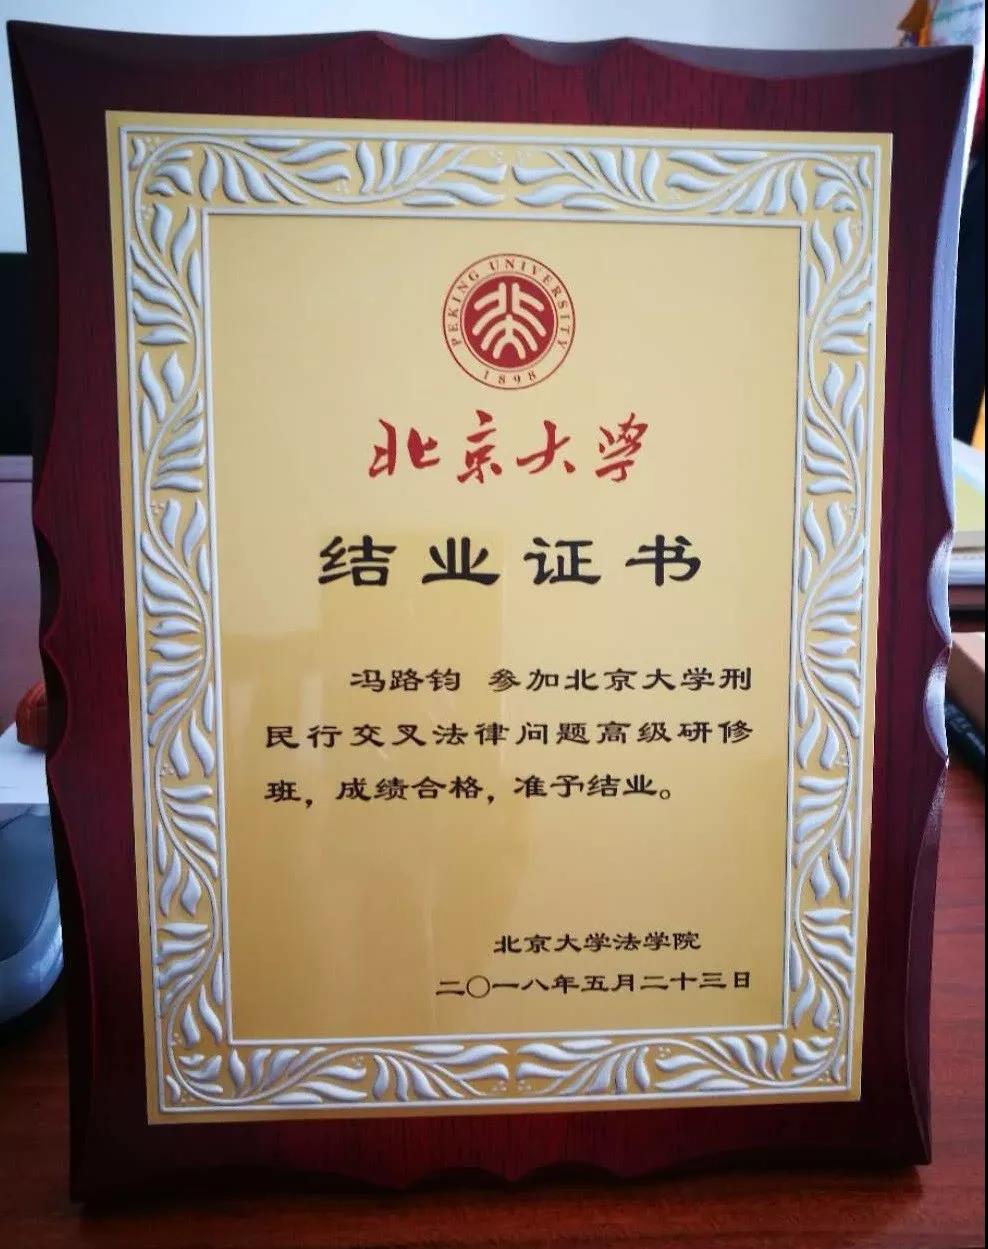 PEKING UNIVERSITY
1898
北京大学
结业证书
冯路钧 参加北京大学刑
民行交叉法律问题高级研修
班，成绩合格，准予结业。
北京大学法学院
二〇一八年五月二十三日